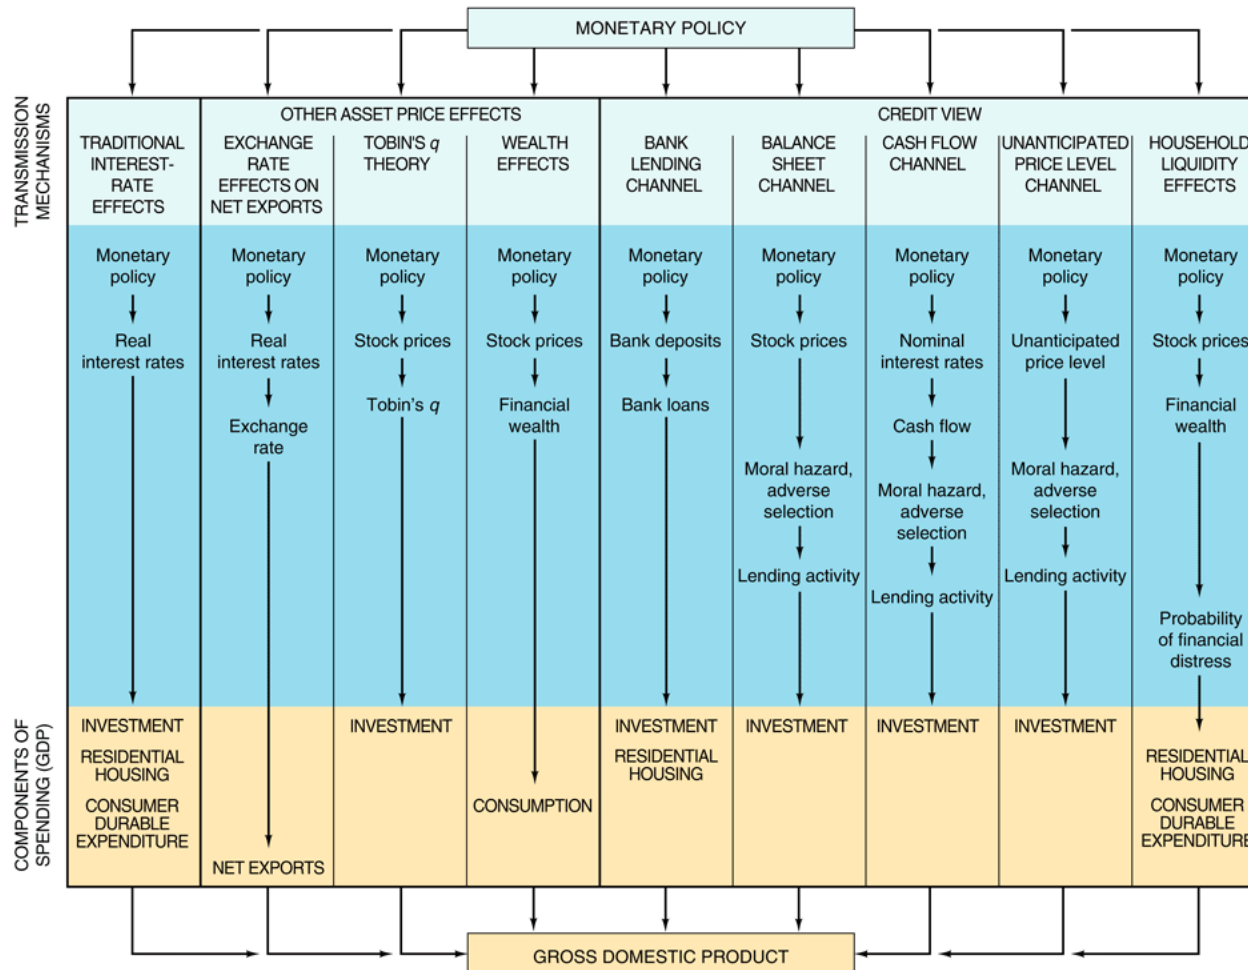 MONETARY POLICY
TRANSMISSION
MECHANISMS
OTHER ASSET PRICE EFFECTS
CREDIT VIEW
TRADITIONAL
INTEREST-
RATE
EFFECTS
EXCHANGE
RATE
EFFECTS ON
NET EXPORTS
TOBIN'S q
THEORY
WEALTH
EFFECTS
BANK
LENDING
CHANNEL
BALANCE
SHEET
CHANNEL
CASH FLOW
CHANNEL
UNANTICIPATED
PRICE LEVEL
CHANNEL
HOUSEHOLD
LIQUIDITY
EFFECTS
Monetary
policy
Real
interest rates
Monetary
policy
Real
interest rates
Exchange
rate
Monetary
policy
Stock prices
Tobin's q
Monetary
policy
Stock prices
Financial
wealth
Monetary
policy
Bank deposits
Bank loans
Monetary
policy
Stock prices
Moral hazard,
adverse
selection
Lending activity
Monetary
policy
Nominal
interest rates
Cash flow
Moral hazard,
adverse
selection
Lending activity
Monetary
policy
Unanticipated
price level
Moral hazard,
adverse
selection
Lending activity
Monetary
policy
Stock prices
Financial
wealth
Probability
of financial
distress
COMPONENTS OF
SPENDING (GDP)
INVESTMENT
RESIDENTIAL
HOUSING
CONSUMER
DURABLE
EXPENDITURE
NET EXPORTS
INVESTMENT
CONSUMPTION
INVESTMENT
RESIDENTIAL
HOUSING
INVESTMENT
INVESTMENT
INVESTMENT
RESIDENTIAL
HOUSING
CONSUMER
DURABLE
EXPENDITURE
GROSS DOMESTIC PRODUCT